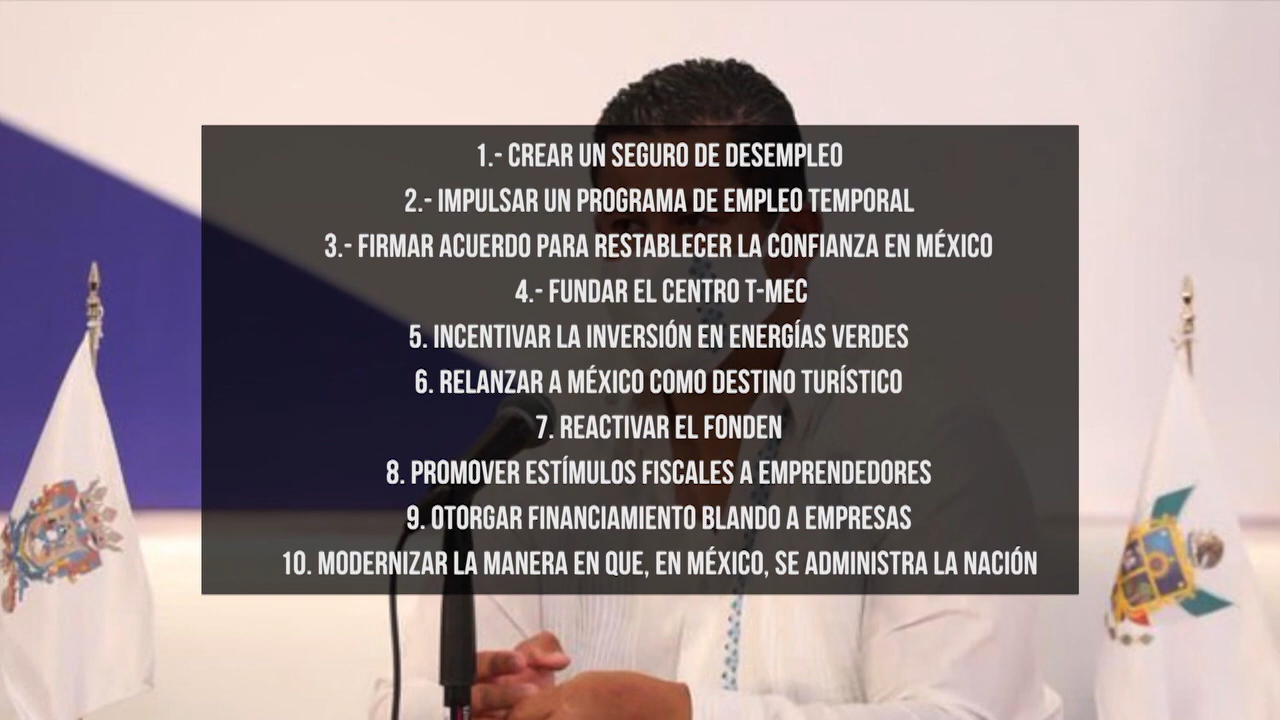 1.- CREAR UN SEGURO DE DESEMPLEO
2.- IMPULSAR UN PROGRAMA DE EMPLEO TEMPORAL
3.- FIRMAR ACUERDO PARA RESTABLECER LA CONFIANZA EN MÉXICO
4.- FUNDAR EL CENTRO T-MEC
5. INCENTIVAR LA INVERSIÓN EN ENERGÍAS VERDES
6. RELANZAR A MÉXICO COMO DESTINO TURÍSTICO
7. REACTIVAR EL FONDEN
8. PROMOVER ESTÍMULOS FISCALES A EMPRENDEDORES
9. OTORGAR FINANCIAMIENTO BLANDO A EMPRESAS
10. MODERNIZAR LA MANERA EN QUE, EN MÉXICO, SE ADMINISTRA LA NACIÓN